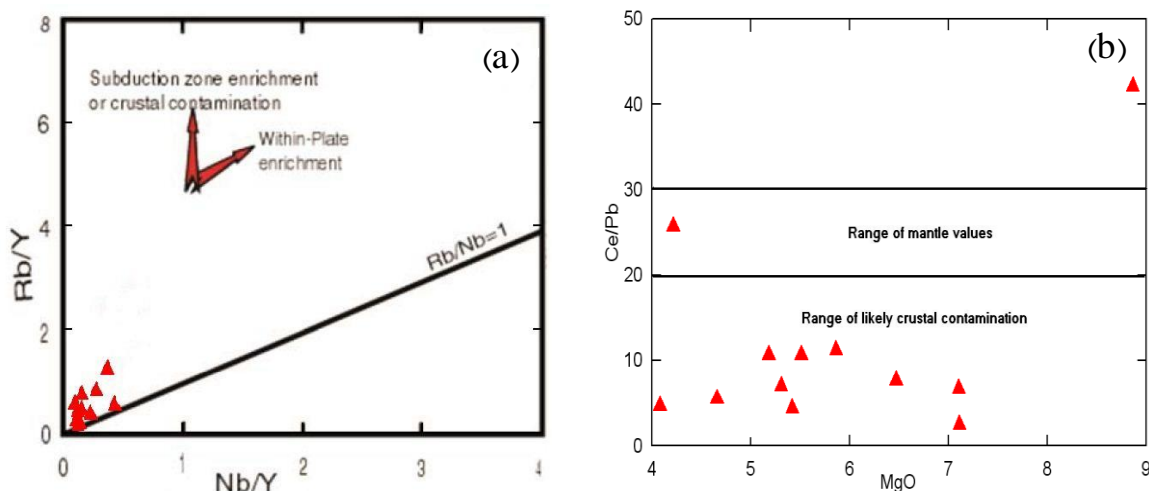 (a)
Subduction zone enrichment
or crustal contamination
Within-Plate
enrichment
Rb/Nb=1
Rb/Y
8
6
4
2
0
0 1 2 3 4
Nb/Y
(b)
Range of mantle values
Range of likely crustal contamination
Ce/Pb
50
40
30
20
10
0
4 5 6 7 8 9
MgO